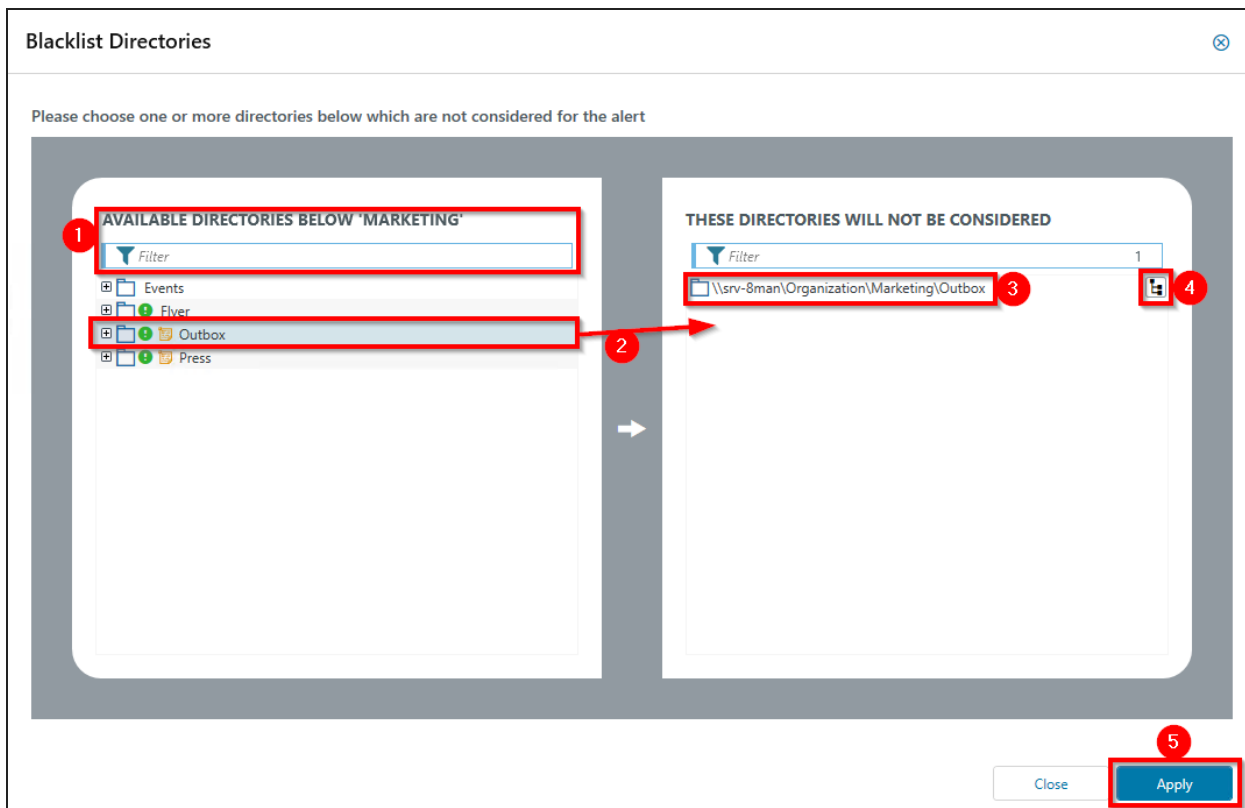 Blacklist Directories
Please choose one or more directories below which are not considered for the alert
AVAILABLE DIRECTORIES BELOW 'MARKETING'
1
Filter
Events
Flyer
Outbox
2
Press
THESE DIRECTORIES WILL NOT BE CONSIDERED
Filter 1
\\srv-8man\Organization\Marketing\Outbox
3
4
5
Close
Apply